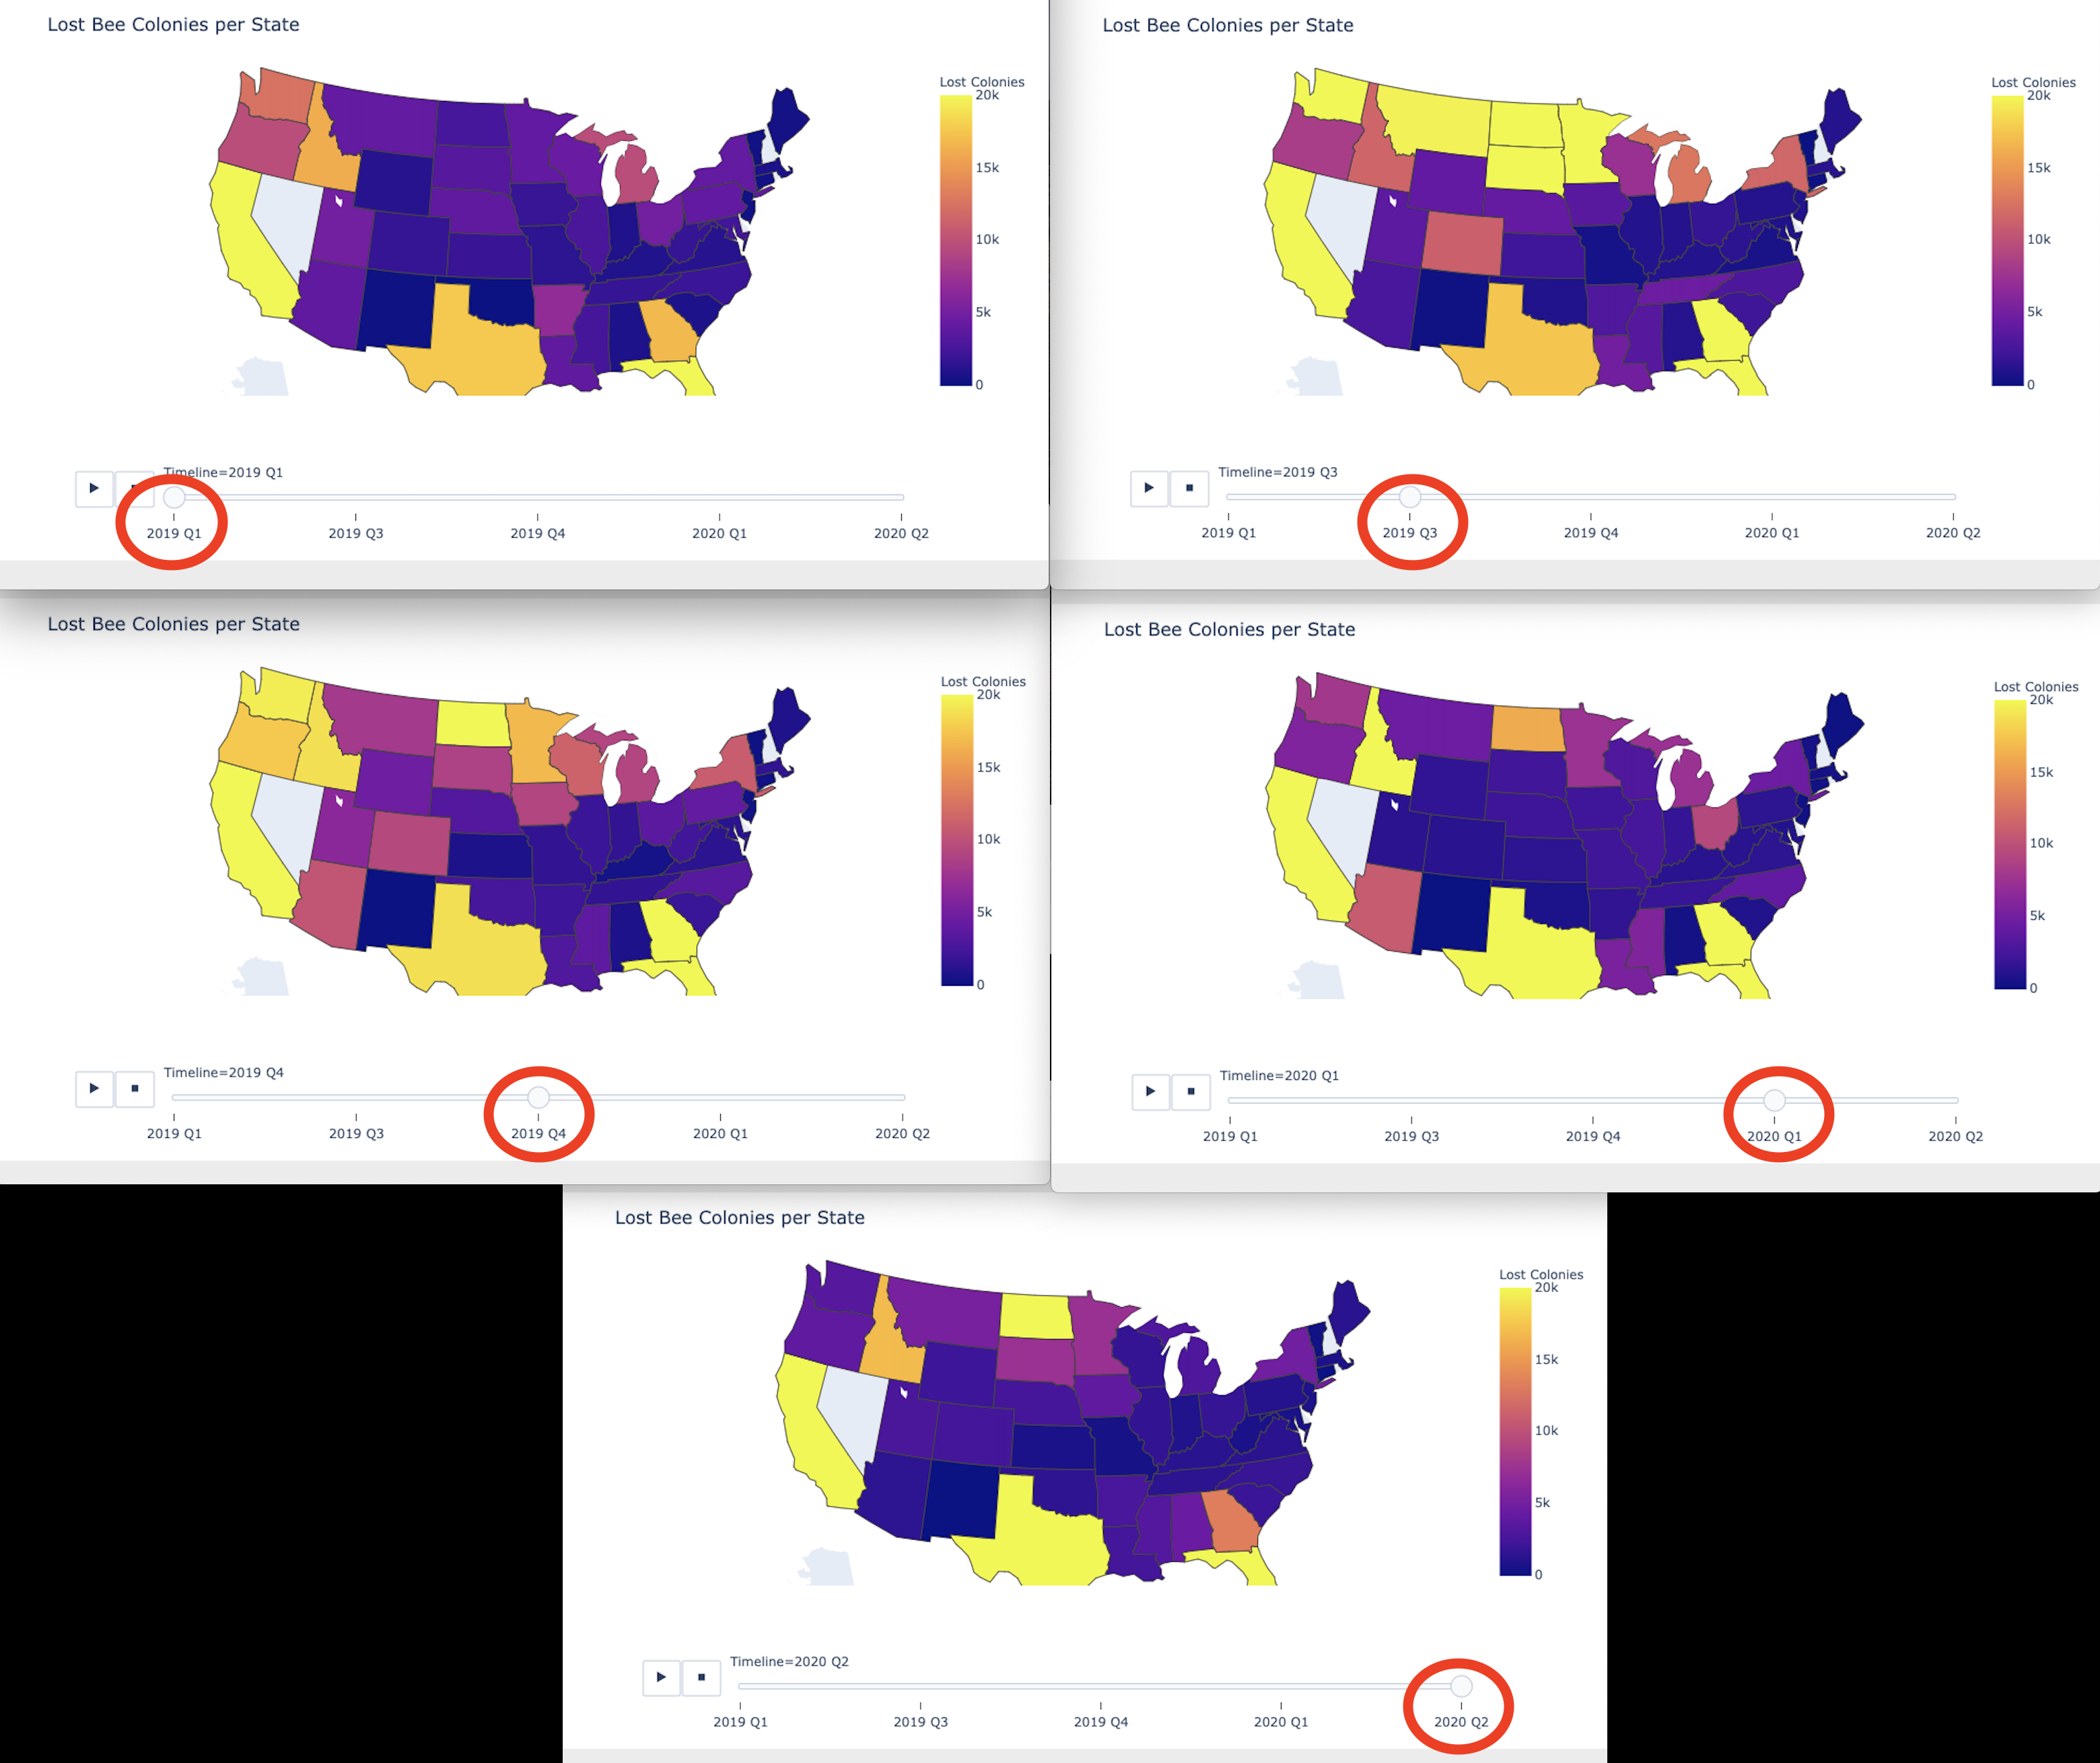 Lost Bee Colonies per State
Lost Colonies
20k
15k
10k
5k
0
Timeline=2019 Q1
2019 Q1 2019 Q3 2019 Q4 2020 Q1 2020 Q2
Lost Bee Colonies per State
Lost Colonies
20k
15k
10k
5k
0
Timeline=2019 Q3
2019 Q1 2019 Q3 2019 Q4 2020 Q1 2020 Q2
Lost Bee Colonies per State
Lost Colonies
20k
15k
10k
5k
0
Timeline=2019 Q4
2019 Q1 2019 Q3 2019 Q4 2020 Q1 2020 Q2
Lost Bee Colonies per State
Lost Colonies
20k
15k
10k
5k
0
Timeline=2020 Q1
2019 Q1 2019 Q3 2019 Q4 2020 Q1 2020 Q2
Lost Bee Colonies per State
Lost Colonies
20k
15k
10k
5k
0
Timeline=2020 Q2
2019 Q1 2019 Q3 2019 Q4 2020 Q1 2020 Q2